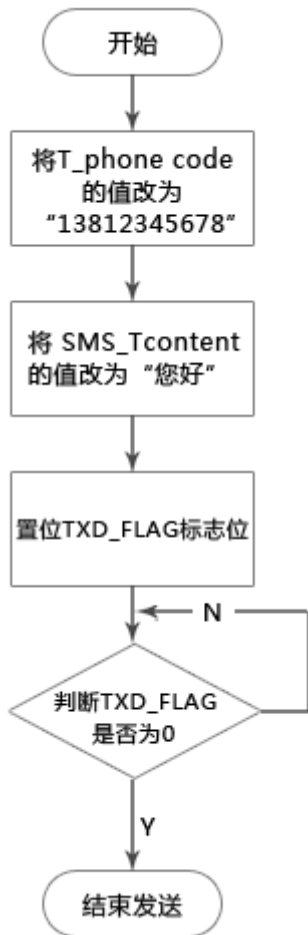 开始
将T_phone code
的值改为
“13812345678”
将 SMS_Tcontent
的值改为“您好”
置位TXD_FLAG标志位
N
判断TXD_FLAG
是否为0
Y
结束发送